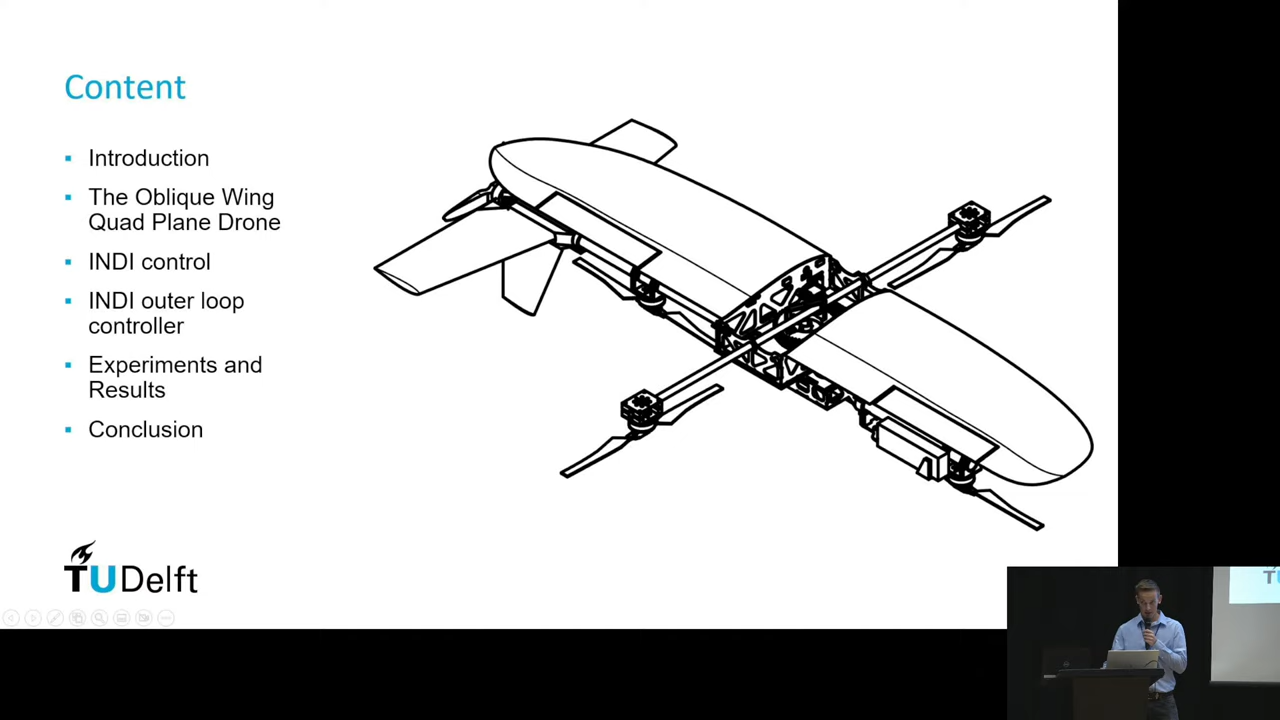 Content
▪ Introduction
▪ The Oblique Wing
Quad Plane Drone
▪ INDI control
▪ INDI outer loop
controller
▪ Experiments and
Results
▪ Conclusion
TUDelft